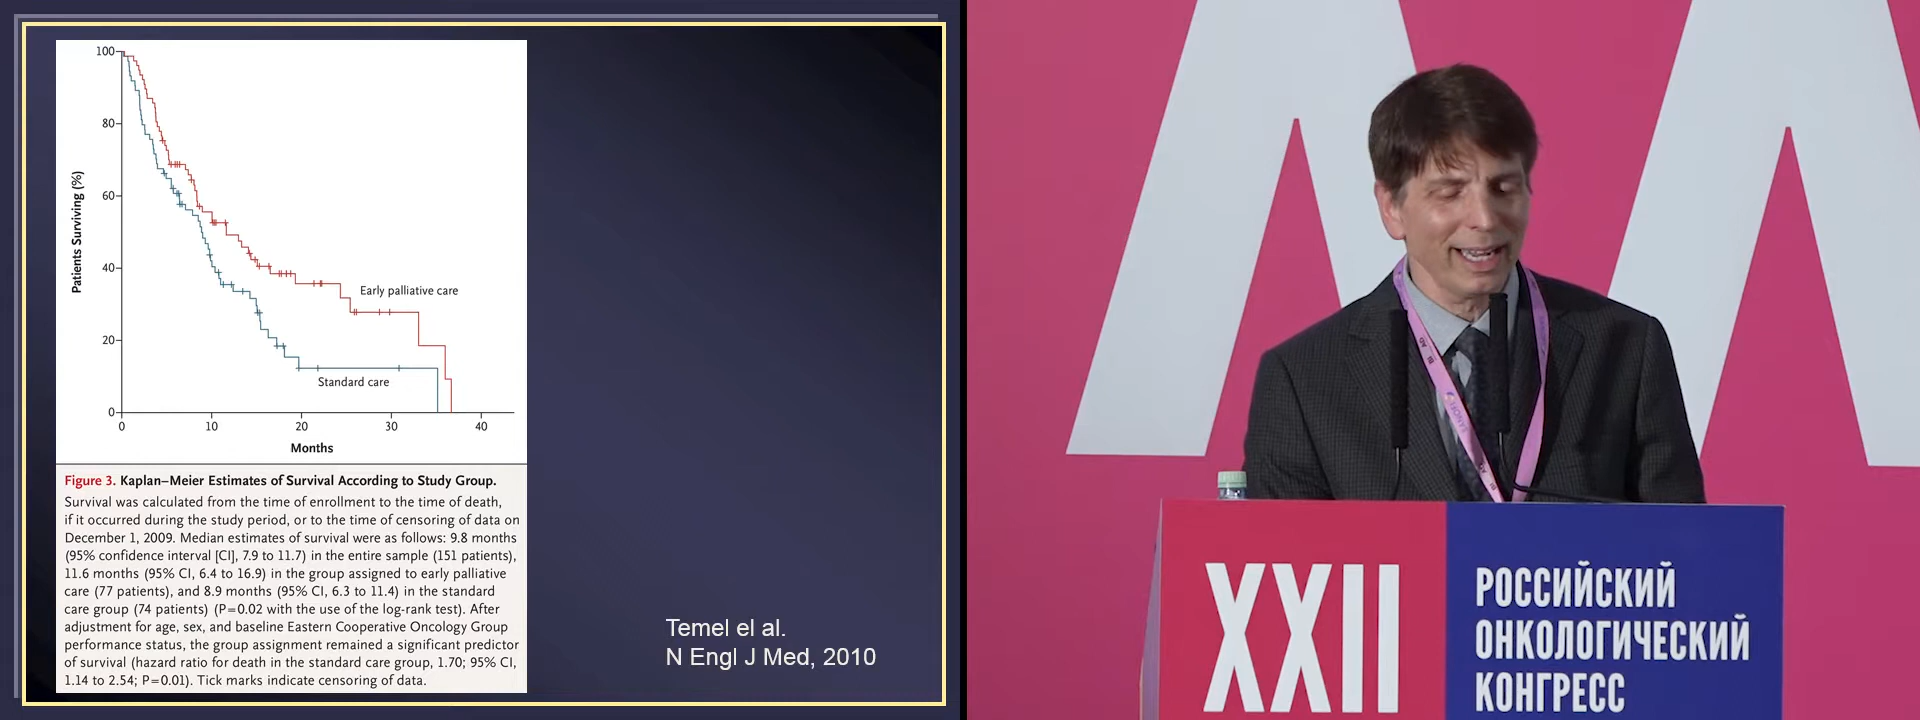 100
80
60
40
20
0
Patients Surviving (%)
Early palliative care
Standard care
0 10 20 30 40
Months
Figure 3. Kaplan–Meier Estimates of Survival According to Study Group.
Survival was calculated from the time of enrollment to the time of death,
if it occurred during the study period, or to the time of censoring of data on
December 1, 2009. Median estimates of survival were as follows: 9.8 months
(95% confidence interval [CI], 7.9 to 11.7) in the entire sample (151 patients),
11.6 months (95% CI, 6.4 to 16.9) in the group assigned to early palliative
care (77 patients), and 8.9 months (95% CI, 6.3 to 11.4) in the standard
care group (74 patients) (P=0.02 with the use of the log-rank test). After
adjustment for age, sex, and baseline Eastern Cooperative Oncology Group
performance status, the group assignment remained a significant predictor
of survival (hazard ratio for death in the standard care group, 1.70; 95% CI,
1.14 to 2.54; P=0.01). Tick marks indicate censoring of data.
Temel el al.
N Engl J Med, 2010
XXII
РОССИЙСКИЙ
ОНКОЛОГИЧЕСКИЙ
КОНГРЕСС